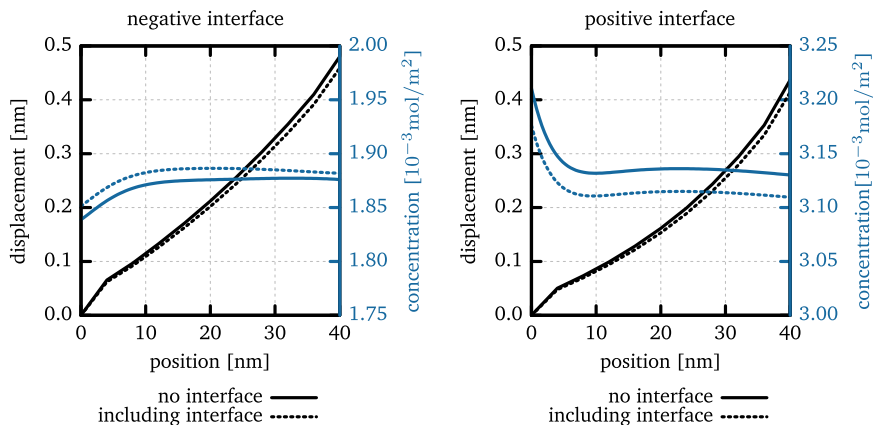 negative interface
positive interface
displacement [nm]
0.5
0.4
0.3
0.2
0.1
0.0
2.00
1.95
1.90
1.85
1.80
1.75
concentration [10⁻³mol/m²]
0
10
20
30
40
position [nm]
no interface
including interface
displacement [nm]
0.5
0.4
0.3
0.2
0.1
0.0
3.25
3.20
3.15
3.10
3.05
3.00
concentration[10⁻³mol/m²]
0
10
20
30
40
position [nm]
no interface
including interface